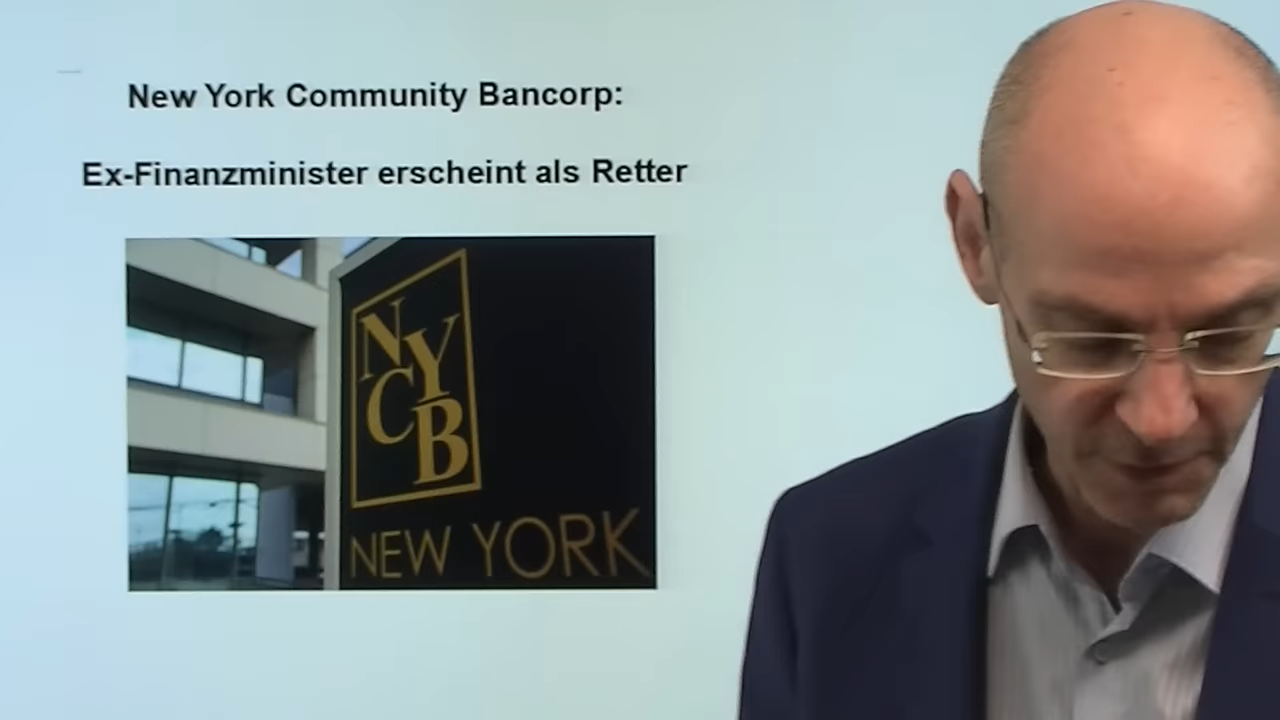 New York Community Bancorp:
Ex-Finanzminister erscheint als Retter
NYCB
NEW YORK